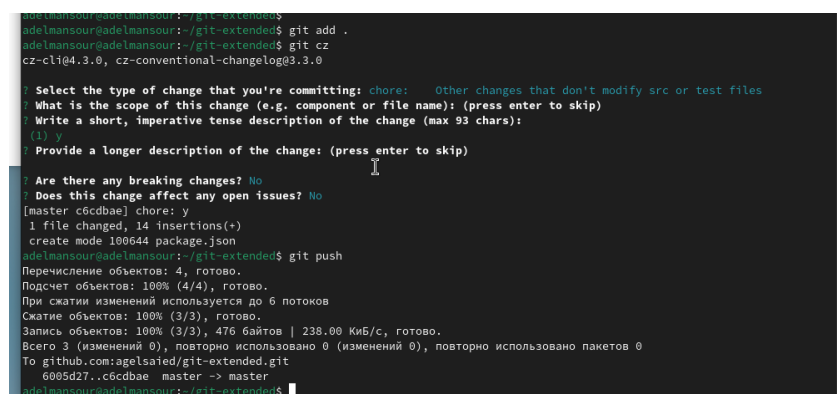 adelmansour@adelmansour:~/git-extended$
adelmansour@adelmansour:~/git-extended$ git add .
adelmansour@adelmansour:~/git-extended$ git cz
cz-cli@4.3.0, cz-conventional-changelog@3.3.0
? Select the type of change that you're committing: chore:    Other changes that don't modify src or test files
? What is the scope of this change (e.g. component or file name): (press enter to skip)
? Write a short, imperative tense description of the change (max 93 chars):
(1) y
? Provide a longer description of the change: (press enter to skip)
? Are there any breaking changes? No
? Does this change affect any open issues? No
[master c6cdbae] chore: y
1 file changed, 14 insertions(+)
create mode 100644 package.json
adelmansour@adelmansour:~/git-extended$ git push
Перечисление объектов: 4, готово.
Подсчет объектов: 100% (4/4), готово.
При сжатии изменений используется до 6 потоков
Сжатие объектов: 100% (3/3), готово.
Запись объектов: 100% (3/3), 476 байтов | 238.00 КиБ/с, готово.
Всего 3 (изменений 0), повторно использовано 0 (изменений 0), повторно использовано пакетов 0
To github.com:agelsaied/git-extended.git
6005d27..c6cdbae  master -> master
adelmansour@adelmansour:~/git-extended$